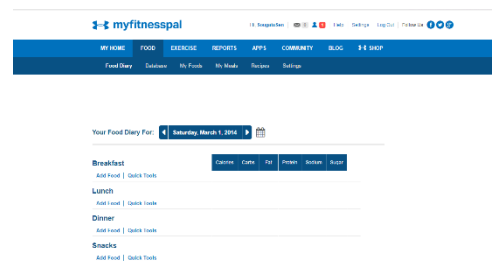 myfitnesspal
Hi, | Help Settings Log Out | Follow Us:
MY HOME FOOD EXERCISE REPORTS APPS COMMUNITY BLOG SHOP
Food Diary Database My Foods My Meals Recipes Settings
Your Food Diary For: Saturday, March 1, 2014
Breakfast Calories Carbs Fat Protein Sodium Sugar
Add Food | Quick Tools
Lunch
Add Food | Quick Tools
Dinner
Add Food | Quick Tools
Snacks
Add Food | Quick Tools